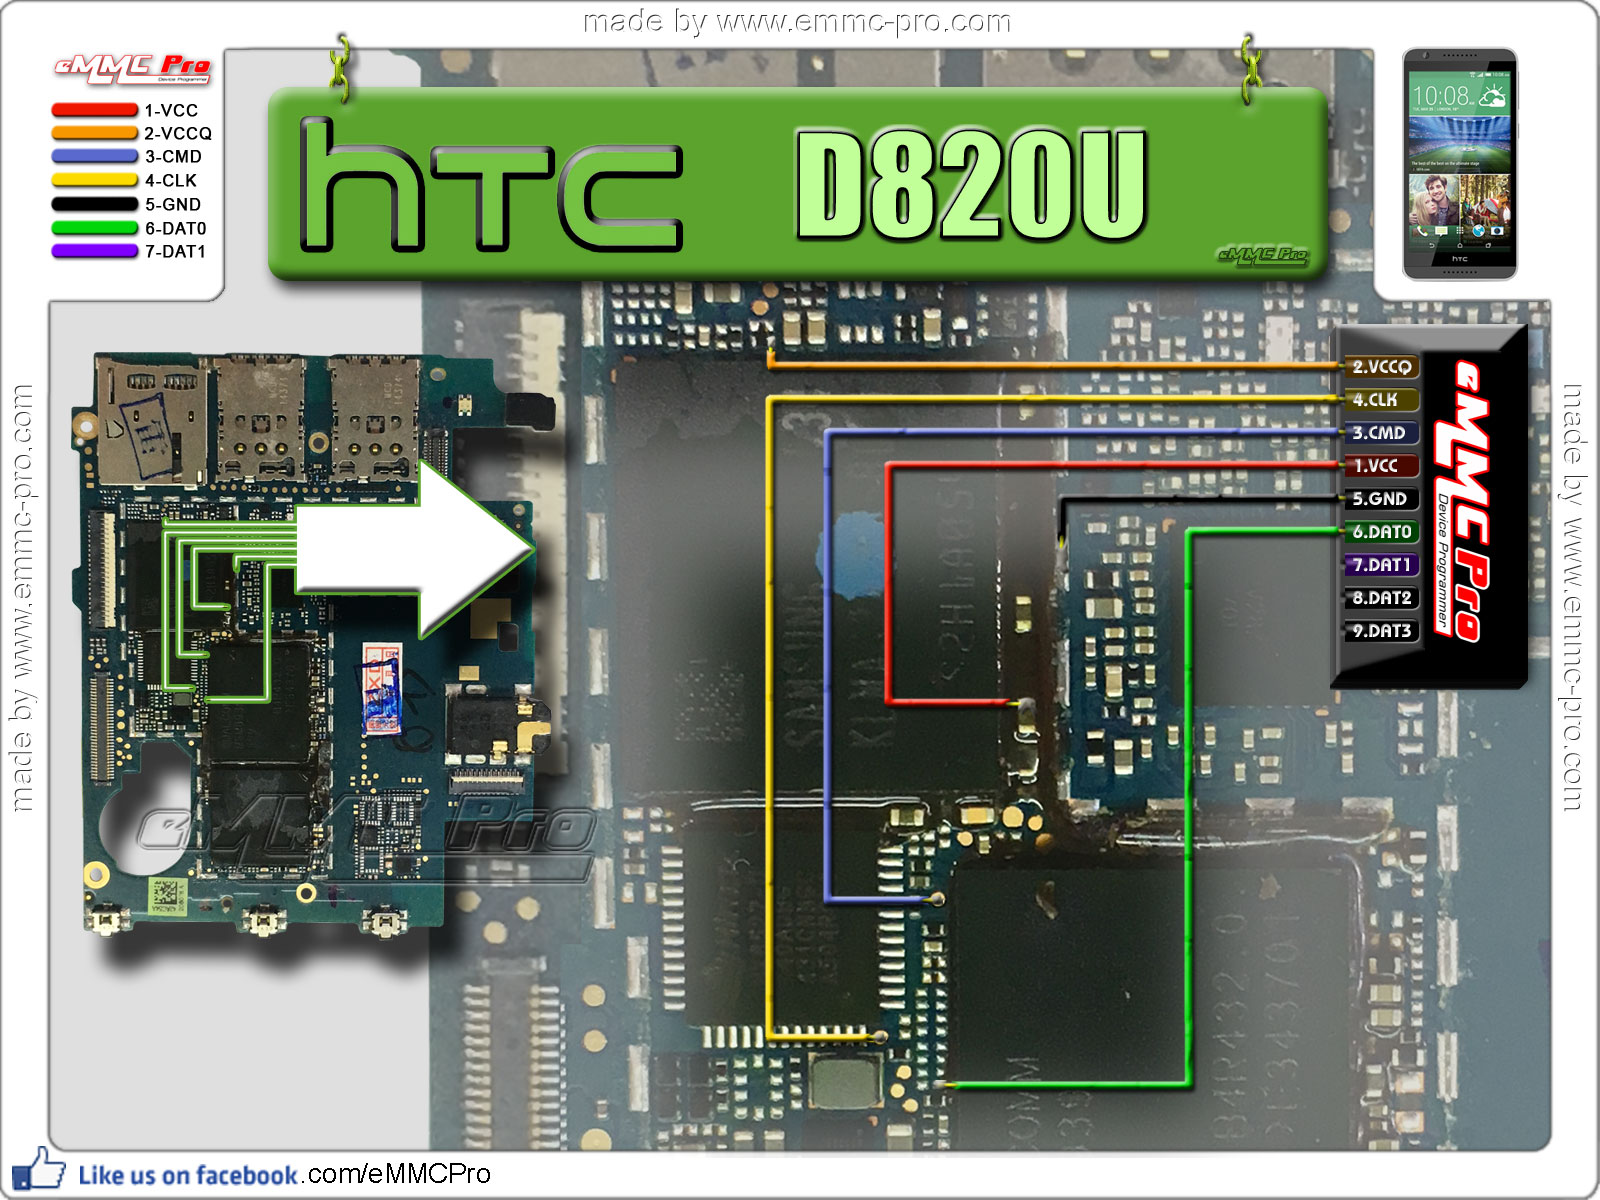 made by www.emmc-pro.com
eMMC Pro
Device Programmer
1-VCC
2-VCCQ
3-CMD
4-CLK
5-GND
6-DAT0
7-DAT1
hTC
D820U
eMMC Pro
10:08
hTC
made by www.emmc-pro.com
made by www.emmc-pro.com
2.VCCQ
4.CLK
3.CMD
1.VCC
5.GND
6.DAT0
7.DAT1
8.DAT2
9.DAT3
eMMC Pro
Device Programmer
eMMC Pro
Like us on facebook.com/eMMCPro